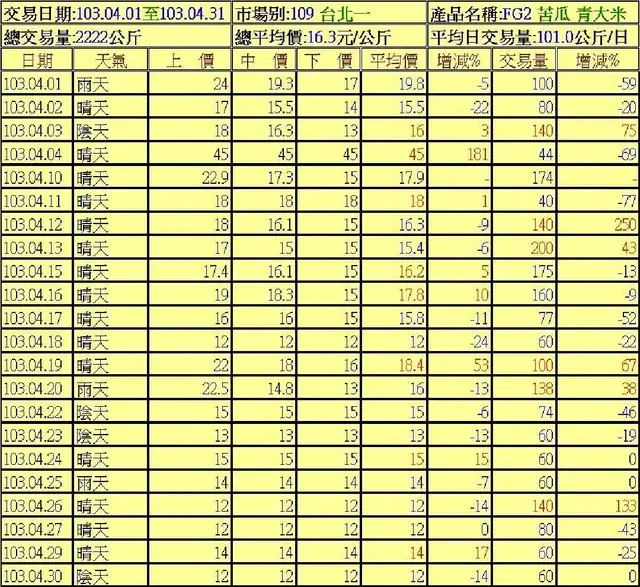 交易日期:103.04.01至103.04.31 市場別:109 台北一 產品名稱:FG2 苦瓜 青大米
總交易量:2222公斤 總平均價:16.3元/公斤 平均日交易量:101.0公斤/日
日期 天氣 上 價 中 價 下 價 平均價 增減% 交易量 增減%
103.04.01 雨天 24 19.3 17 19.8 -5 100 -59
103.04.02 晴天 17 15.5 14 15.5 -22 80 -20
103.04.03 陰天 18 16.3 13 16 3 140 75
103.04.04 晴天 45 45 45 45 181 44 -69
103.04.10 晴天 22.9 17.3 15 17.9 - 174 -
103.04.11 晴天 18 18 18 18 1 40 -77
103.04.12 晴天 18 16.1 15 16.3 -9 140 250
103.04.13 晴天 17 15 15 15.4 -6 200 43
103.04.15 晴天 17.4 16.1 15 16.2 5 175 -13
103.04.16 晴天 19 18.3 15 17.8 10 160 -9
103.04.17 晴天 16 16 15 15.8 -11 77 -52
103.04.18 晴天 12 12 12 12 -24 60 -22
103.04.19 晴天 22 18 16 18.4 53 100 67
103.04.20 雨天 22.5 14.8 13 16 -13 138 38
103.04.22 陰天 15 15 15 15 -6 74 -46
103.04.23 陰天 13 13 13 13 -13 60 -19
103.04.24 晴天 15 15 15 15 15 60 0
103.04.25 雨天 14 14 14 14 -7 60 0
103.04.26 晴天 12 12 12 12 -14 140 133
103.04.27 晴天 12 12 12 12 0 80 -43
103.04.29 晴天 14 14 14 14 17 60 -25
103.04.30 陰天 12 12 12 12 -14 60 0